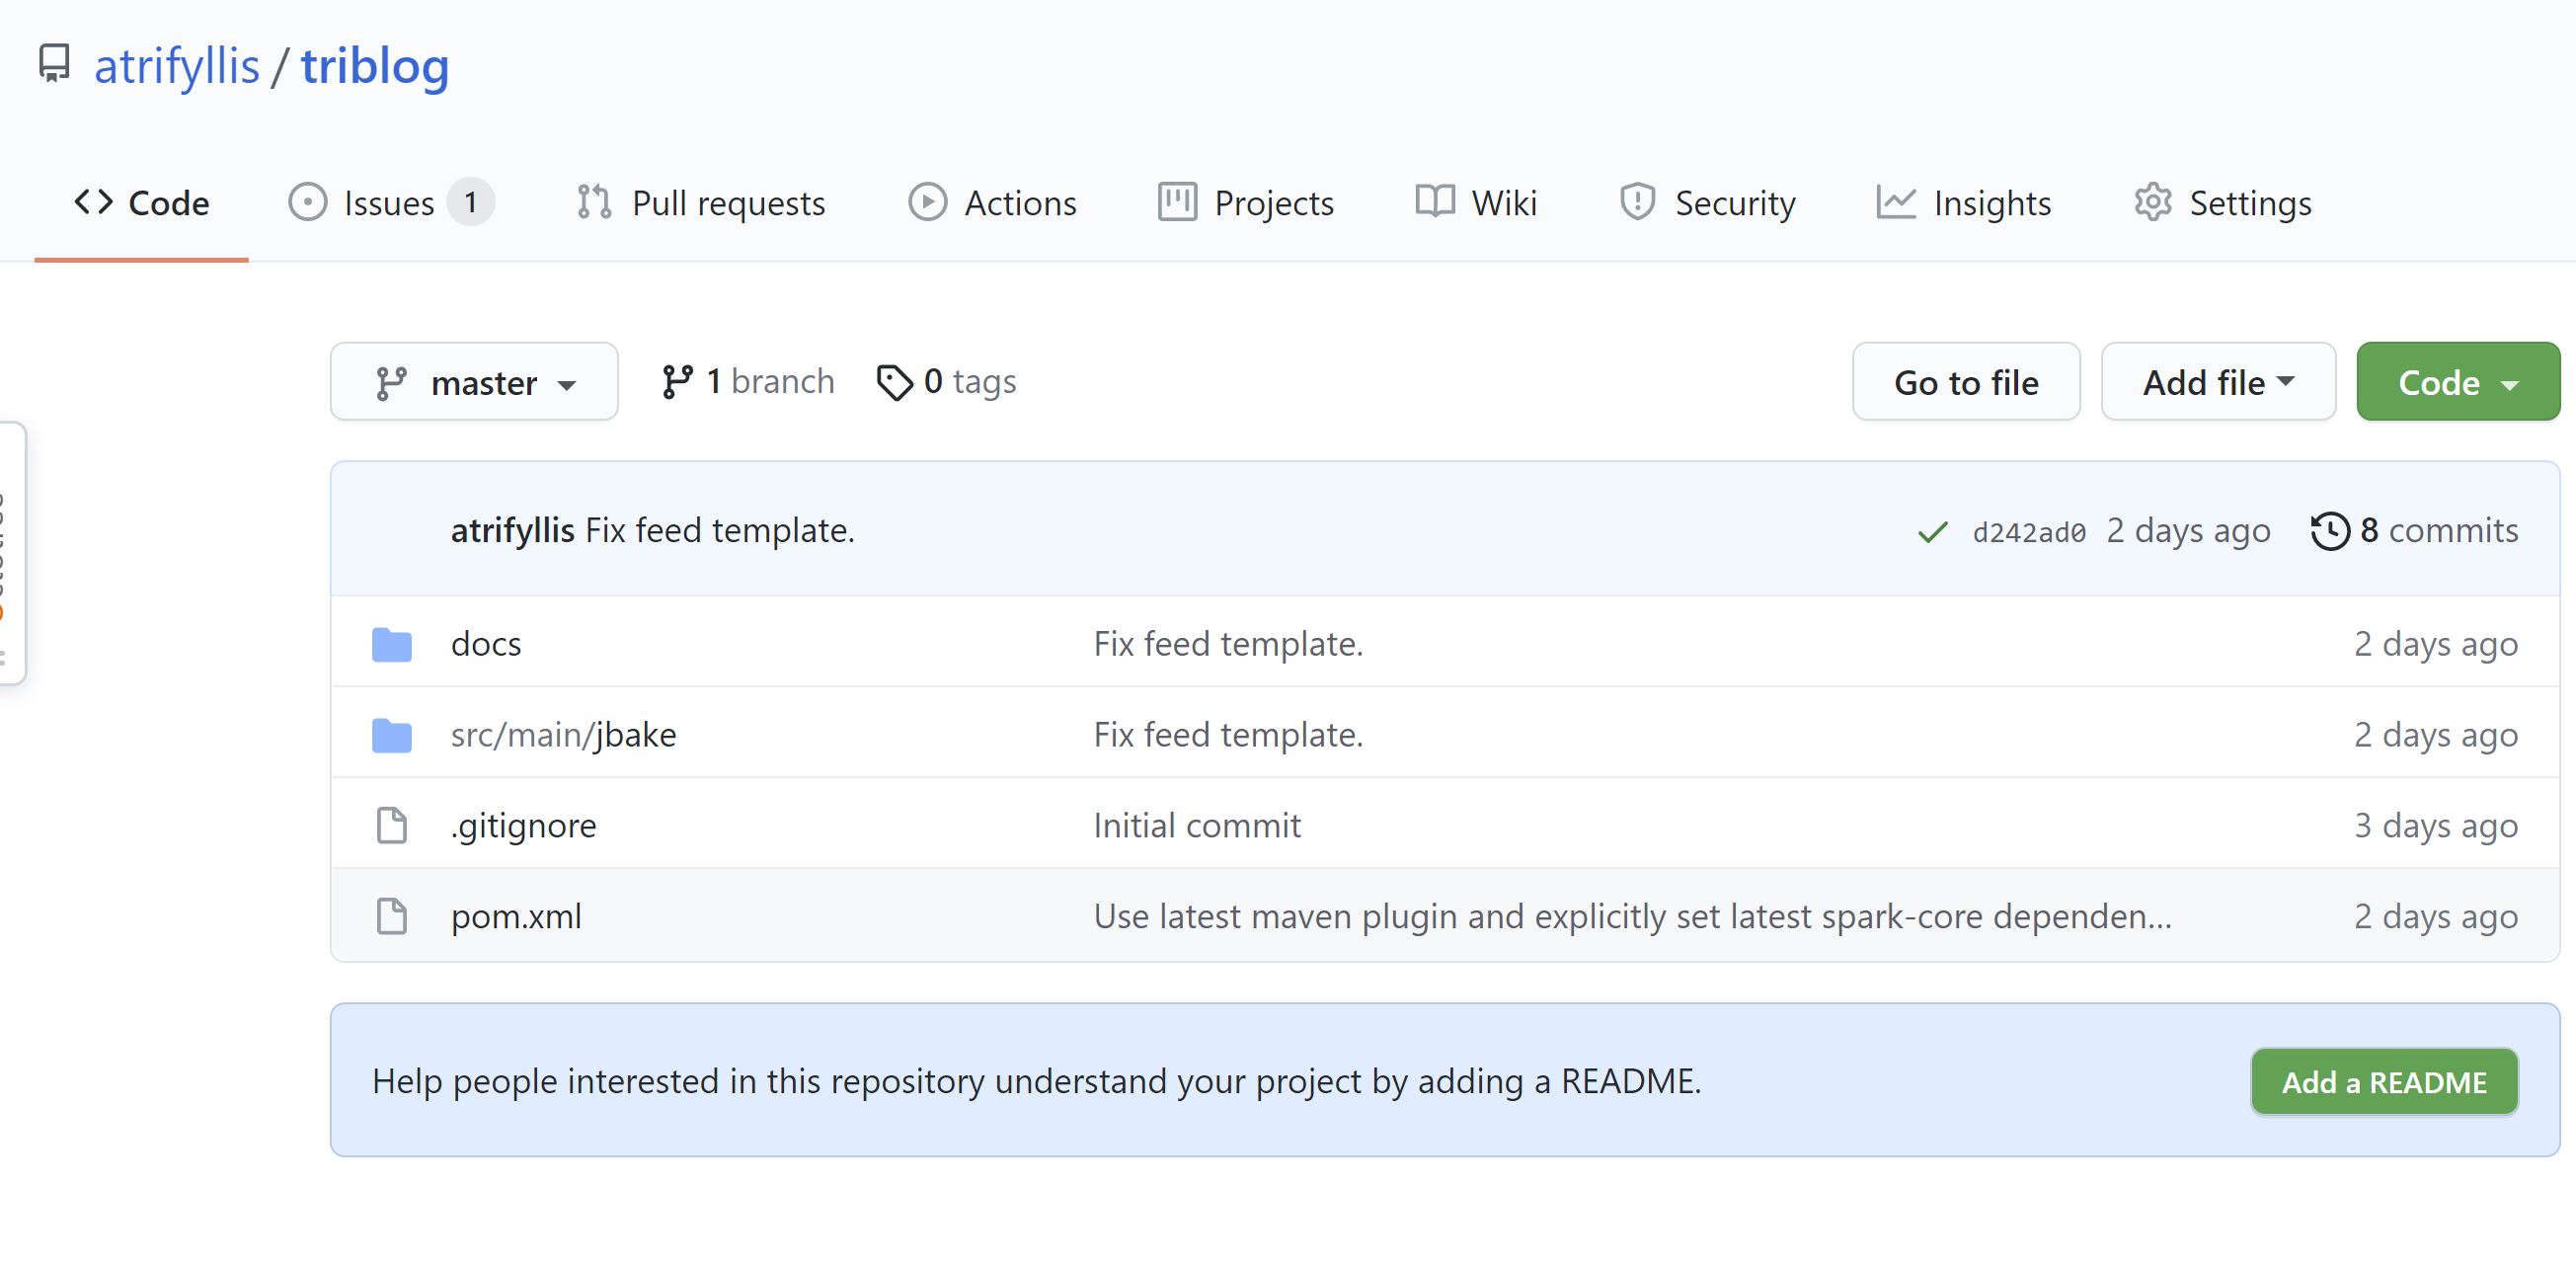 atrifyllis / triblog
Code Issues 1 Pull requests Actions Projects Wiki Security Insights Settings
master 1 branch 0 tags Go to file Add file Code
atrifyllis Fix feed template. d242ad0 2 days ago 8 commits
docs Fix feed template. 2 days ago
src/main/jbake Fix feed template. 2 days ago
.gitignore Initial commit 3 days ago
pom.xml Use latest maven plugin and explicitly set latest spark-core dependen... 2 days ago
Help people interested in this repository understand your project by adding a README. Add a README